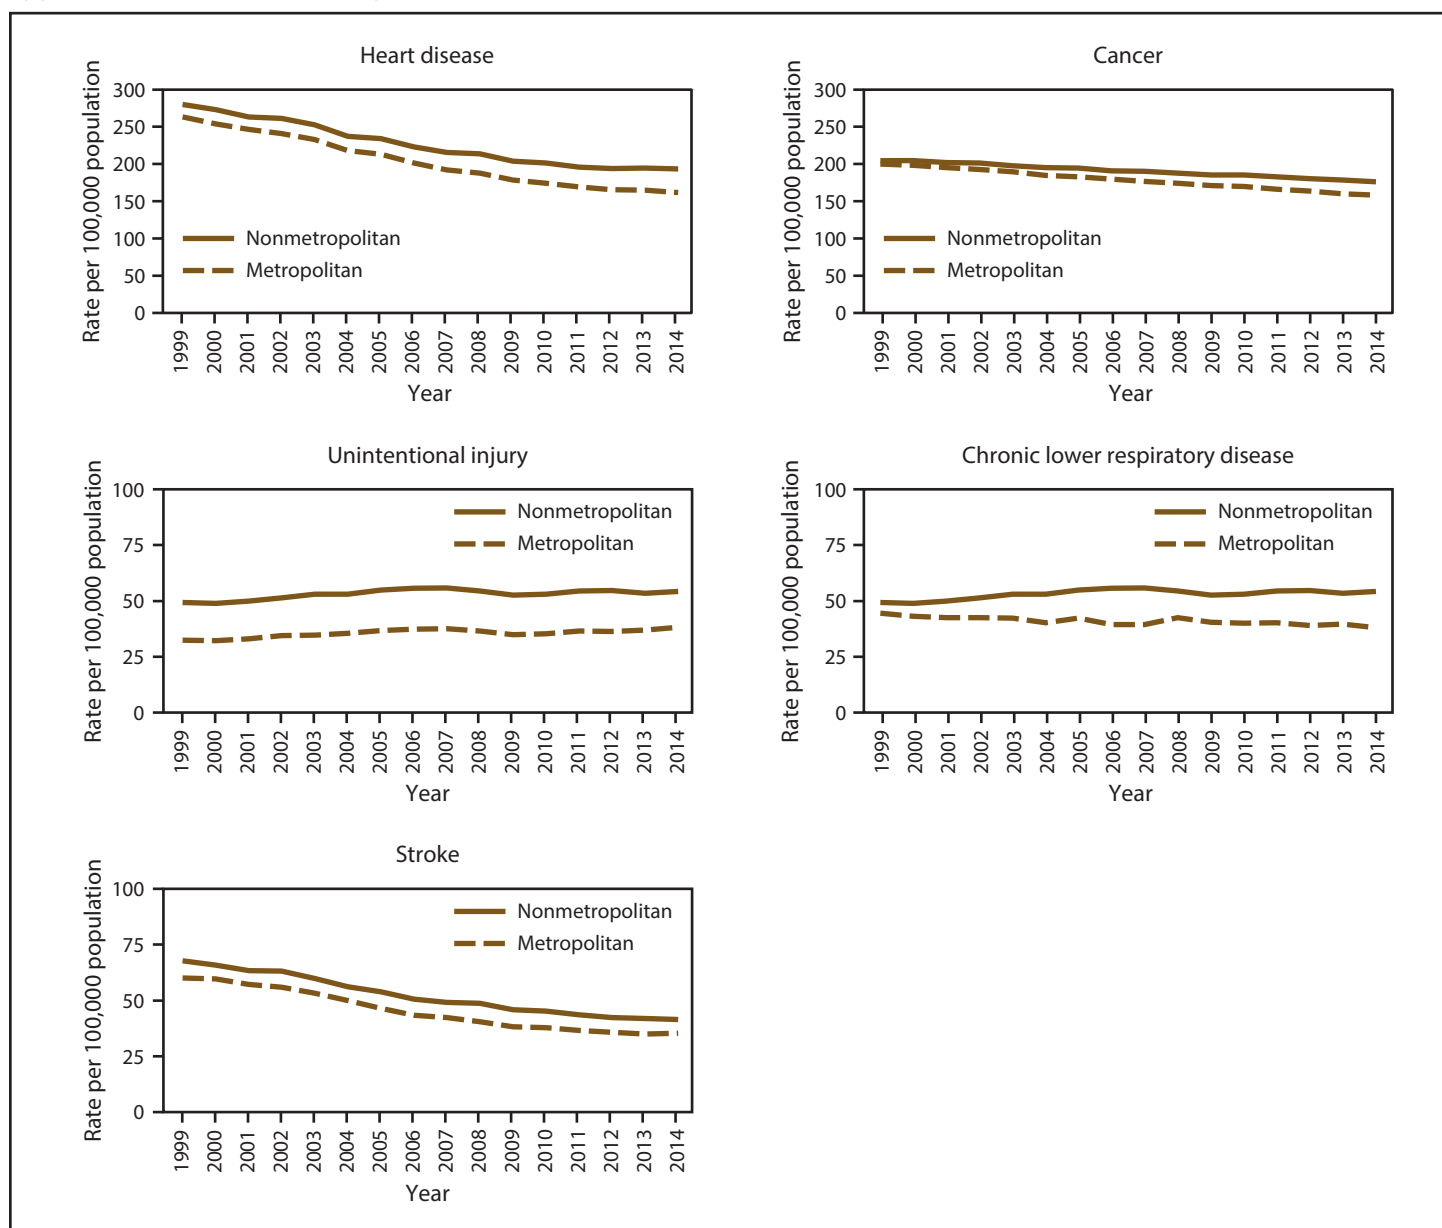 Heart disease
Rate per 100,000 population
300
250
200
150
100
50
0
Nonmetropolitan
Metropolitan
1999 2000 2001 2002 2003 2004 2005 2006 2007 2008 2009 2010 2011 2012 2013 2014
Year
Cancer
Rate per 100,000 population
300
250
200
150
100
50
0
Nonmetropolitan
Metropolitan
1999 2000 2001 2002 2003 2004 2005 2006 2007 2008 2009 2010 2011 2012 2013 2014
Year
Unintentional injury
Rate per 100,000 population
100
75
50
25
0
Nonmetropolitan
Metropolitan
1999 2000 2001 2002 2003 2004 2005 2006 2007 2008 2009 2010 2011 2012 2013 2014
Year
Chronic lower respiratory disease
Rate per 100,000 population
100
75
50
25
0
Nonmetropolitan
Metropolitan
1999 2000 2001 2002 2003 2004 2005 2006 2007 2008 2009 2010 2011 2012 2013 2014
Year
Stroke
Rate per 100,000 population
100
75
50
25
0
Nonmetropolitan
Metropolitan
1999 2000 2001 2002 2003 2004 2005 2006 2007 2008 2009 2010 2011 2012 2013 2014
Year